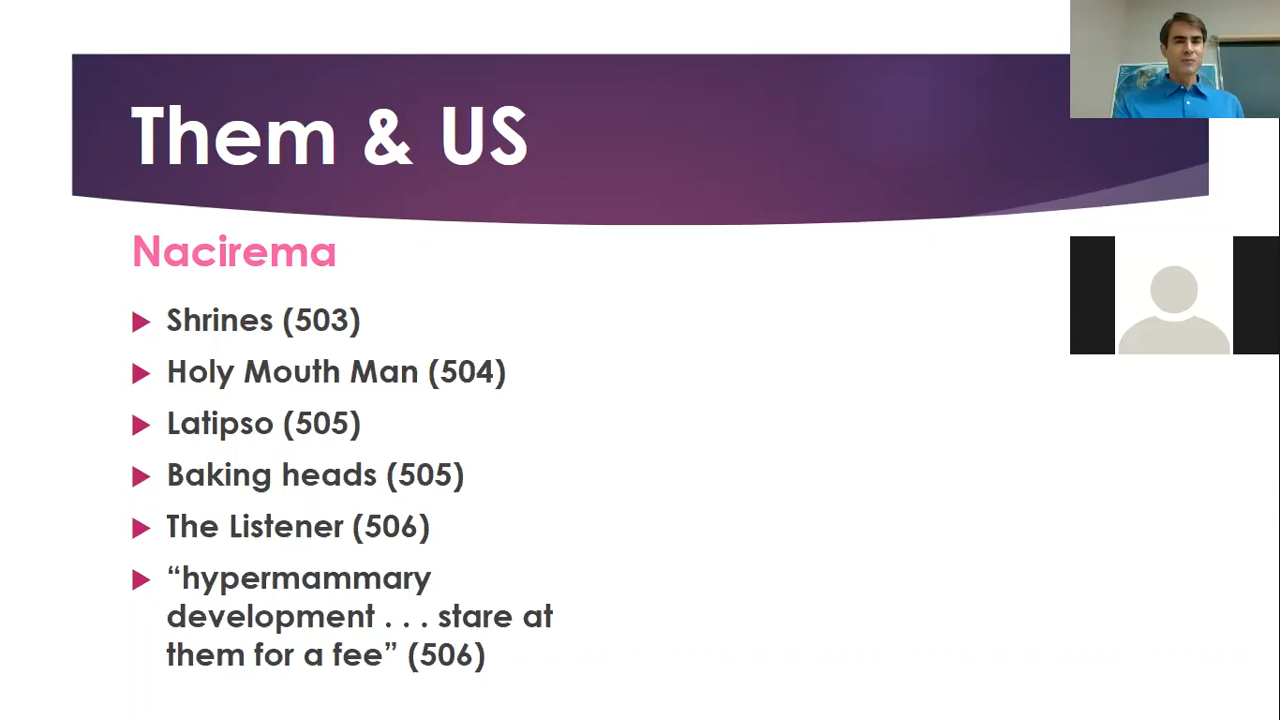 Them & US
Nacirema
Shrines (503)
Holy Mouth Man (504)
Latipso (505)
Baking heads (505)
The Listener (506)
“hypermammary
development . . . stare at
them for a fee” (506)